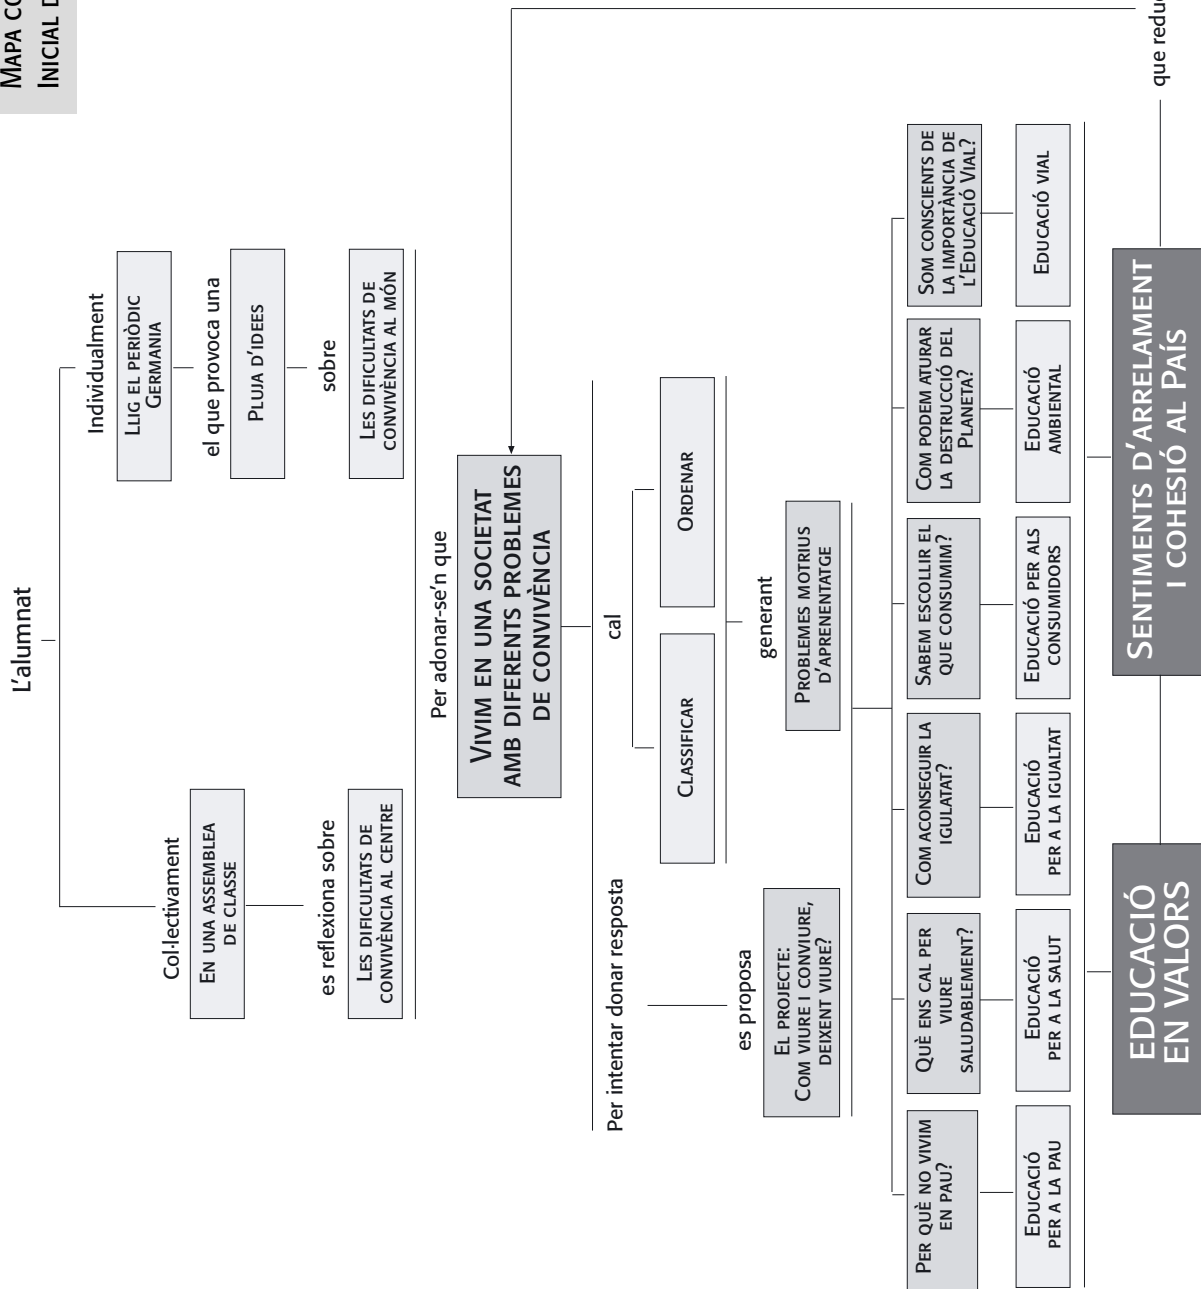 MAPA
INICIAL
L'alumnat
Col·lectivament
EN UNA ASSEMBLEA
DE CLASSE
es reflexiona sobre
LES DIFICULTATS DE
CONVIVÈNCIA AL CENTRE
Individualment
LLIG EL PERIÒDIC
GERMANIA
el que provoca una
PLUJA D'IDEES
sobre
LES DIFICULTATS DE
CONVIVÈNCIA AL MÓN
Per adonar-se'n que
VIVIM EN UNA SOCIETAT
AMB DIFERENTS PROBLEMES
DE CONVIVÈNCIA
Per intentar donar resposta
es proposa
EL PROJECTE:
COM VIURE I CONVIURE,
DEIXENT VIURE?
cal
CLASSIFICAR
ORDENAR
generant
PROBLEMES MOTRIUS
D'APRENENTATGE
PER QUÈ NO VIVIM
EN PAU?
QUÈ ENS CAL PER
VIURE
SALUDABLEMENT?
COM ACONSEGUIR LA
IGULATAT?
SABEM ESCOLLIR EL
QUE CONSUMIM?
COM PODEM ATURAR
LA DESTRUCCIÓ DEL
PLANETA?
SOM CONSCIENTS DE
LA IMPORTÀNCIA DE
L'EDUCACIÓ VIAL?
EDUCACIÓ
PER A LA PAU
EDUCACIÓ
PER A LA SALUT
EDUCACIÓ
PER A LA IGUALTAT
EDUCACIÓ PER ALS
CONSUMIDORS
EDUCACIÓ
AMBIENTAL
EDUCACIÓ VIAL
EDUCACIÓ
EN VALORS
SENTIMENTS D'ARRELAMENT
I COHESIÓ AL PAÍS
que